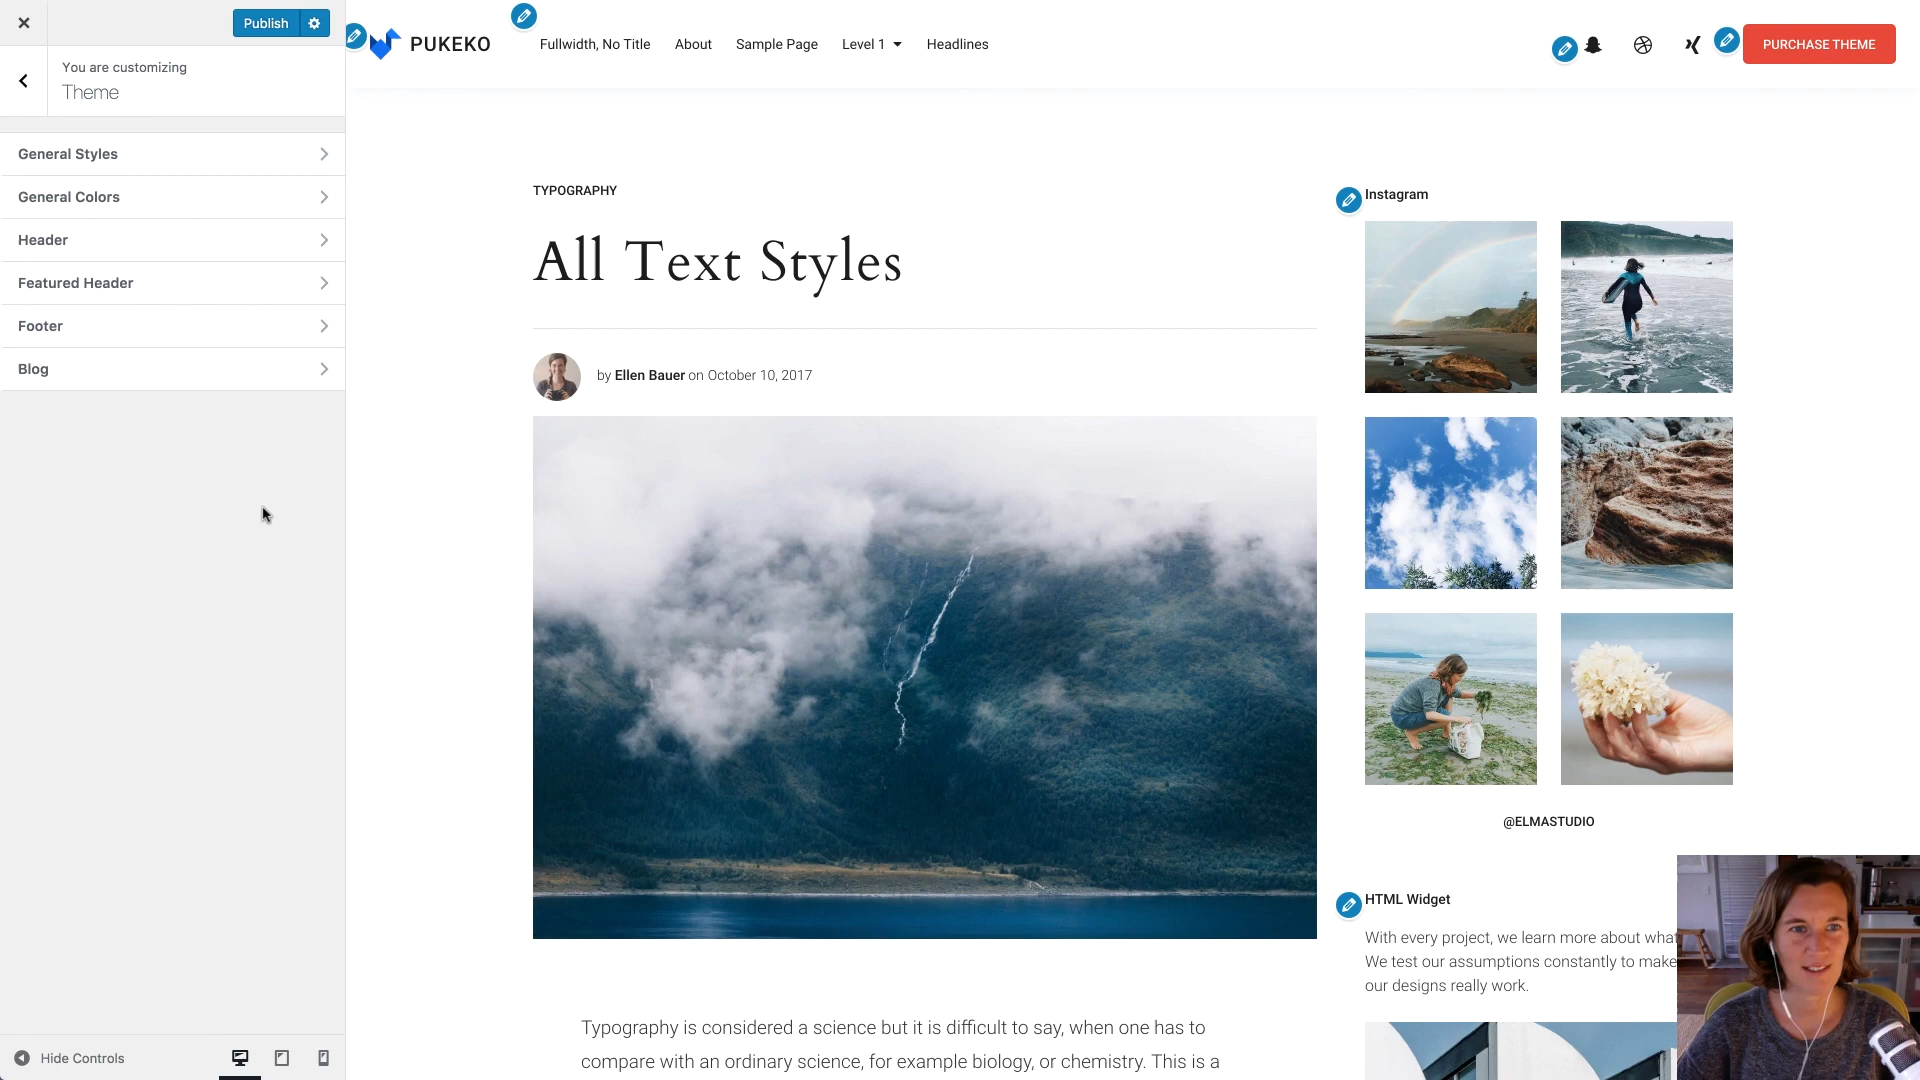 Publish
You are customizing
Theme
General Styles
General Colors
Header
Featured Header
Footer
Blog
Hide Controls
PUKEKO
Fullwidth, No Title
About
Sample Page
Level 1
Headlines
PURCHASE THEME
TYPOGRAPHY
All Text Styles
by Ellen Bauer on October 10, 2017
Typography is considered a science but it is difficult to say, when one has to
compare with an ordinary science, for example biology, or chemistry. This is a
Instagram
@ELMASTUDIO
HTML Widget
With every project, we learn more about what
We test our assumptions constantly to make
our designs really work.